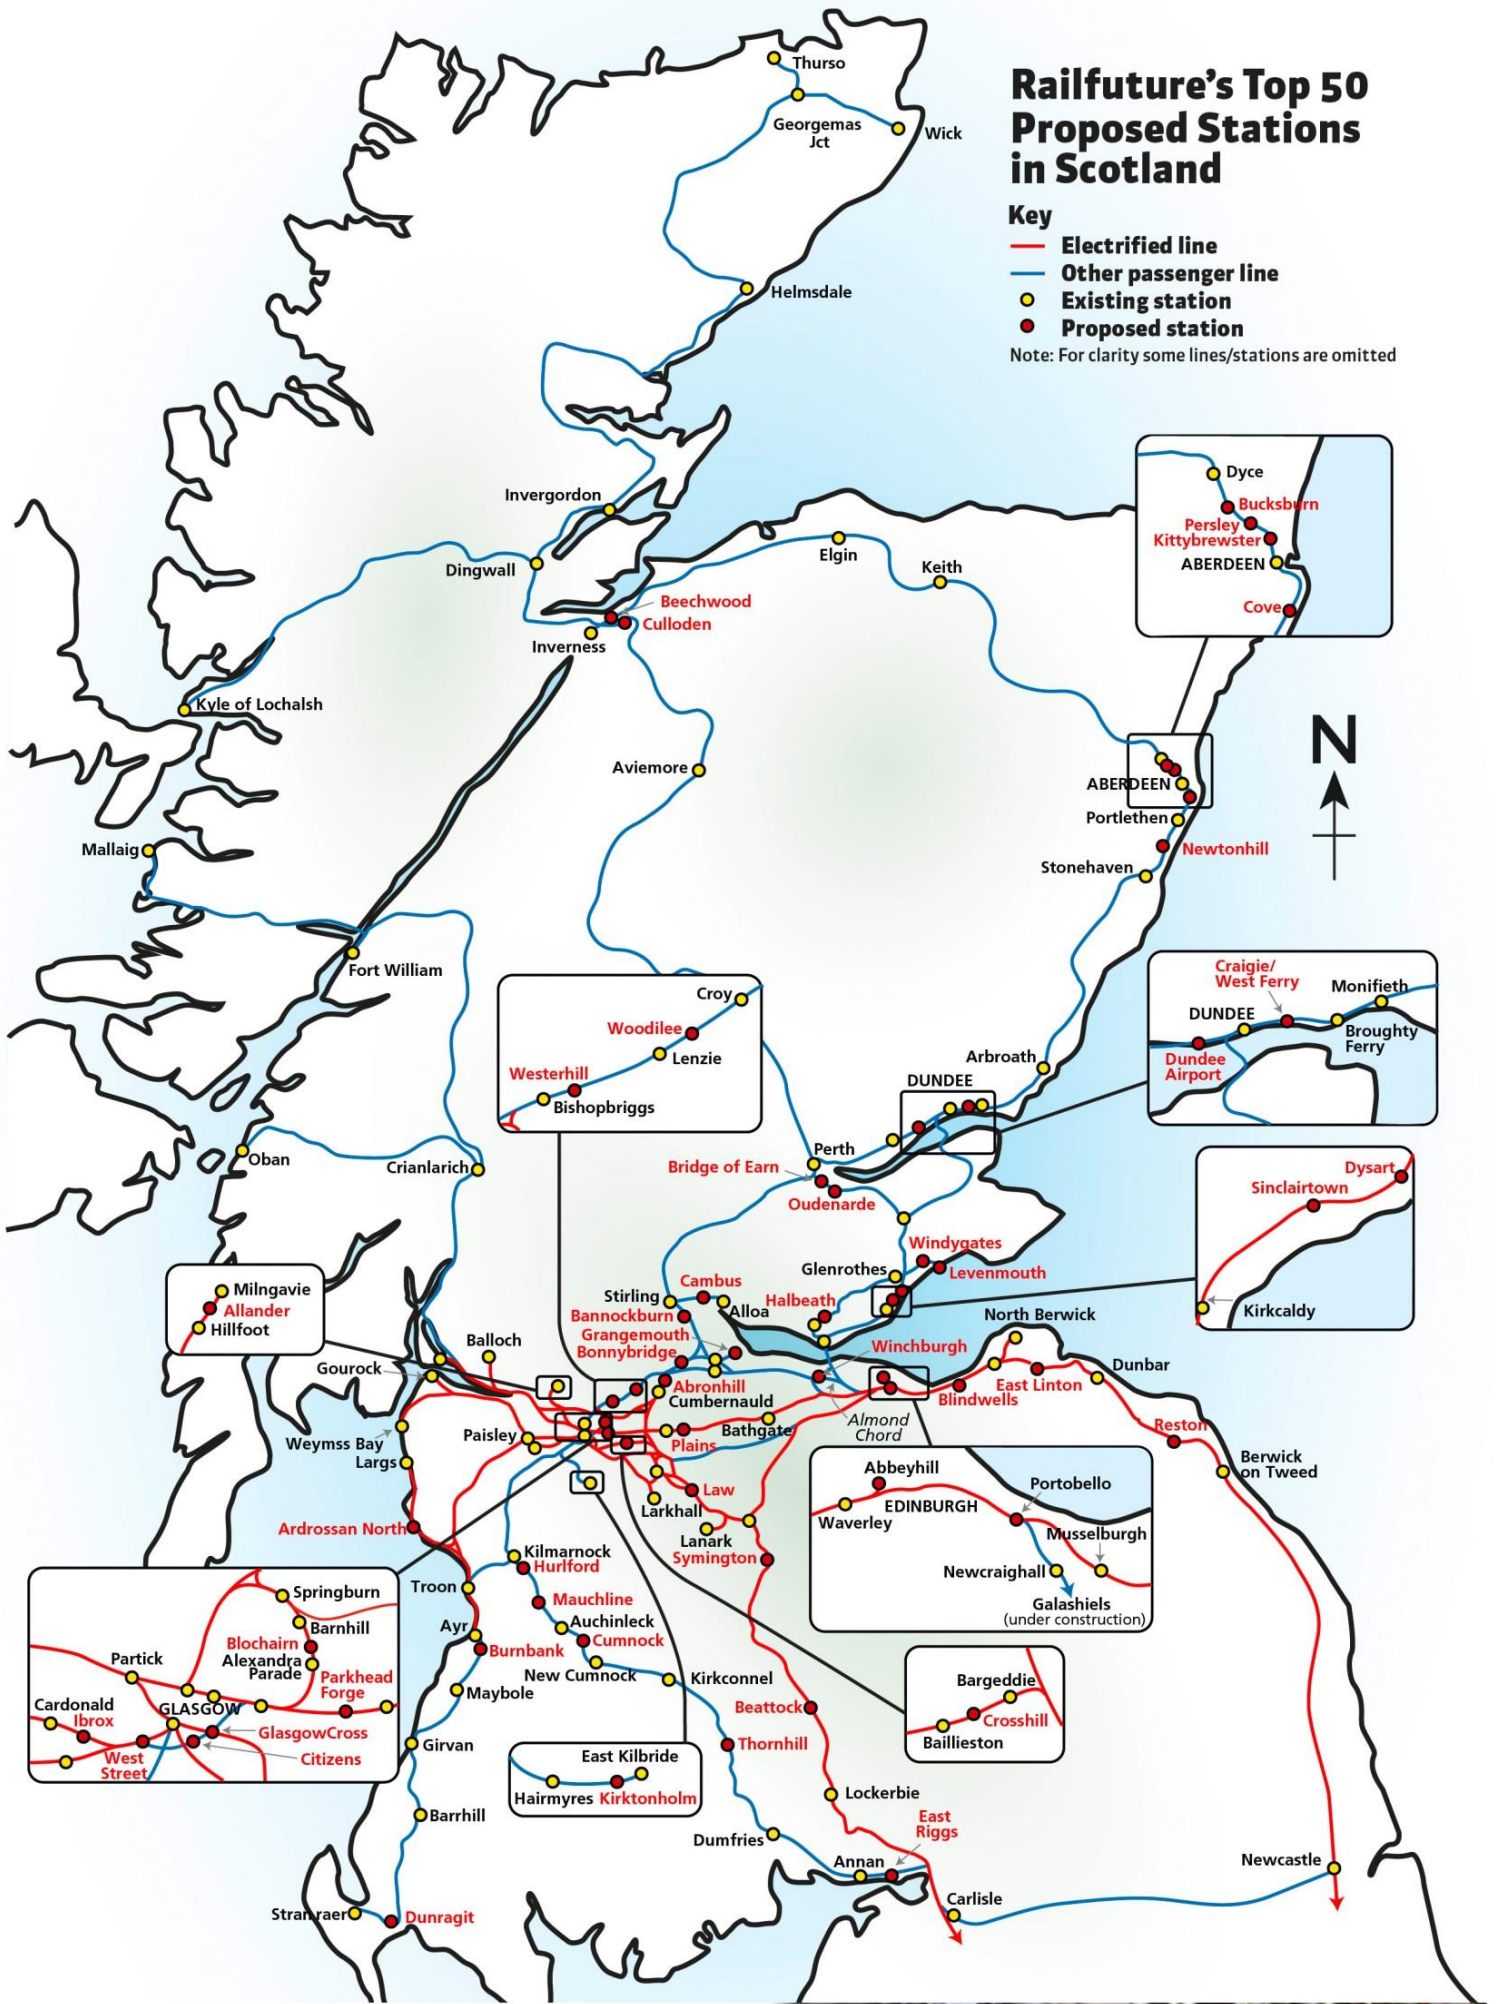 Railfuture's Top 50
Proposed Stations
in Scotland
Key
Electrified line
Other passenger line
Existing station
Proposed station
Note: For clarity some lines/stations are omitted
Thurso
Georgemas
Jct
Wick
Helmsdale
Invergordon
Dingwall
Elgin
Keith
Beechwood
Culloden
Inverness
Kyle of Lochalsh
Aviemore
Mallaig
Fort William
Dyce
Bucksburn
Persley
Kittybrewster
ABERDEEN
Cove
N
ABERDEEN
Portlethen
Newtonhill
Stonehaven
Croy
Woodilee
Lenzie
Westerhill
Bishopbriggs
Craigie/
West Ferry
Monifieth
DUNDEE
Broughty
Ferry
Dundee
Airport
Arbroath
DUNDEE
Oban
Crianlarich
Perth
Bridge of Earn
Oudenarde
Dysart
Sinclairtown
Kirkcaldy
Windygates
Levenmouth
Glenrothes
Halbeath
Milngavie
Allander
Hillfoot
Stirling
Cambus
Alloa
Bannockburn
Grangemouth
Bonnybridge
Abronhill
Cumbernauld
Winchburgh
North Berwick
Dunbar
East Linton
Blindwells
Reston
Berwick
on Tweed
Almond
Chord
Balloch
Gourock
Weymss Bay
Largs
Paisley
Plains
Bathgate
Law
Larkhall
Lanark
Symington
Ardrossan North
Abbeyhill
Portobello
EDINBURGH
Waverley
Musselburgh
Newcraighall
Galashiels
(under construction)
Kilmarnock
Hurlford
Troon
Mauchline
Auchinleck
Ayr
Cumnock
Burnbank
New Cumnock
Kirkconnel
Maybole
Springburn
Barnhill
Blochairn
Alexandra
Parade
Partick
Parkhead
Forge
Cardonald
GLASGOW
Ibrox
GlasgowCross
West
Street
Citizens
Bargeddie
Crosshill
Baillieston
Beattock
Thornhill
Girvan
East Kilbride
Hairmyres
Kirktonholm
Lockerbie
Barrhill
East
Riggs
Dumfries
Annan
Newcastle
Carlisle
Stranraer
Dunragit